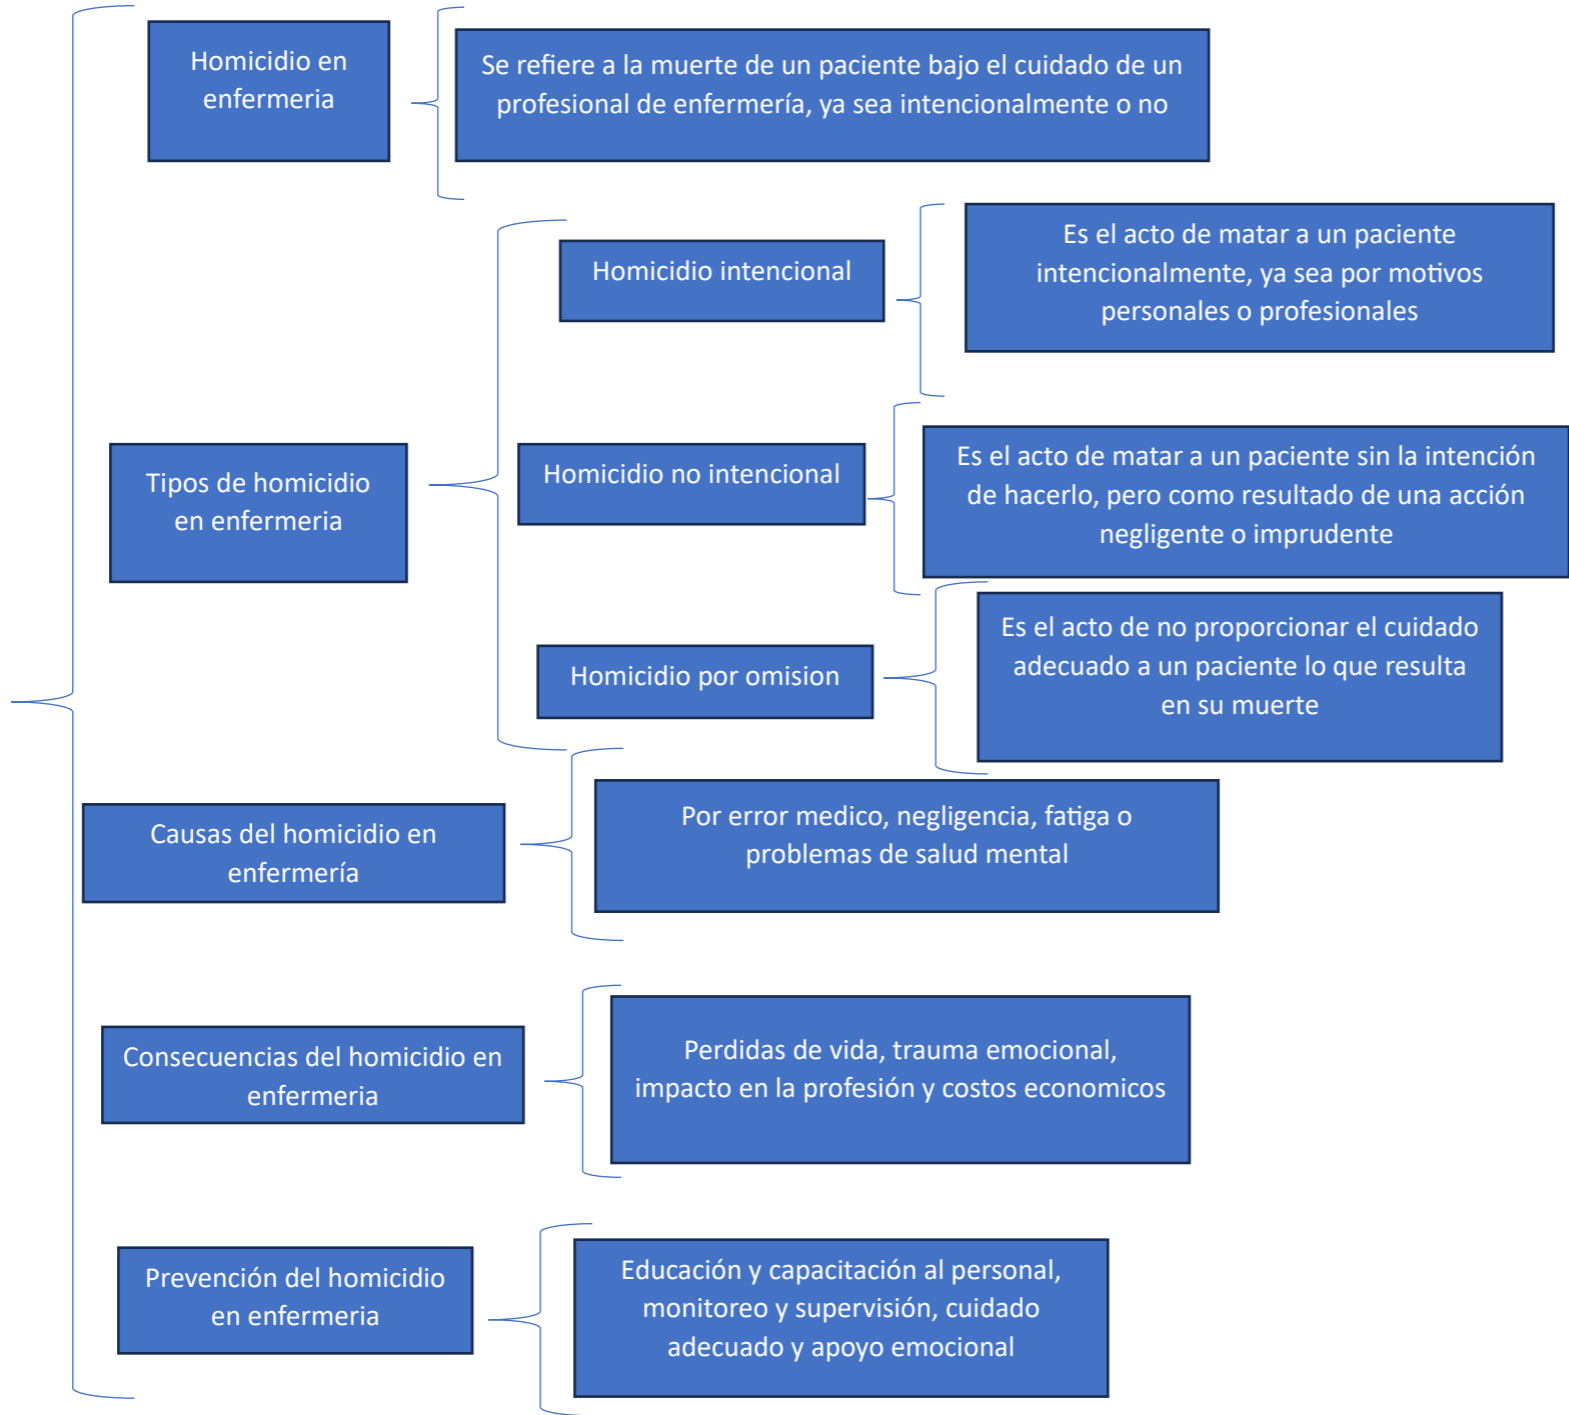 Homicidio en
enfermeria
Se refiere a la muerte de un paciente bajo el cuidado de un
profesional de enfermería, ya sea intencionalmente o no
Tipos de homicidio
en enfermeria
Homicidio intencional
Es el acto de matar a un paciente
intencionalmente, ya sea por motivos
personales o profesionales
Homicidio no intencional
Es el acto de matar a un paciente sin la intención
de hacerlo, pero como resultado de una acción
negligente o imprudente
Homicidio por omision
Es el acto de no proporcionar el cuidado
adecuado a un paciente lo que resulta
en su muerte
Causas del homicidio en
enfermería
Por error medico, negligencia, fatiga o
problemas de salud mental
Consecuencias del homicidio en
enfermeria
Perdidas de vida, trauma emocional,
impacto en la profesión y costos economicos
Prevención del homicidio
en enfermeria
Educación y capacitación al personal,
monitoreo y supervisión, cuidado
adecuado y apoyo emocional